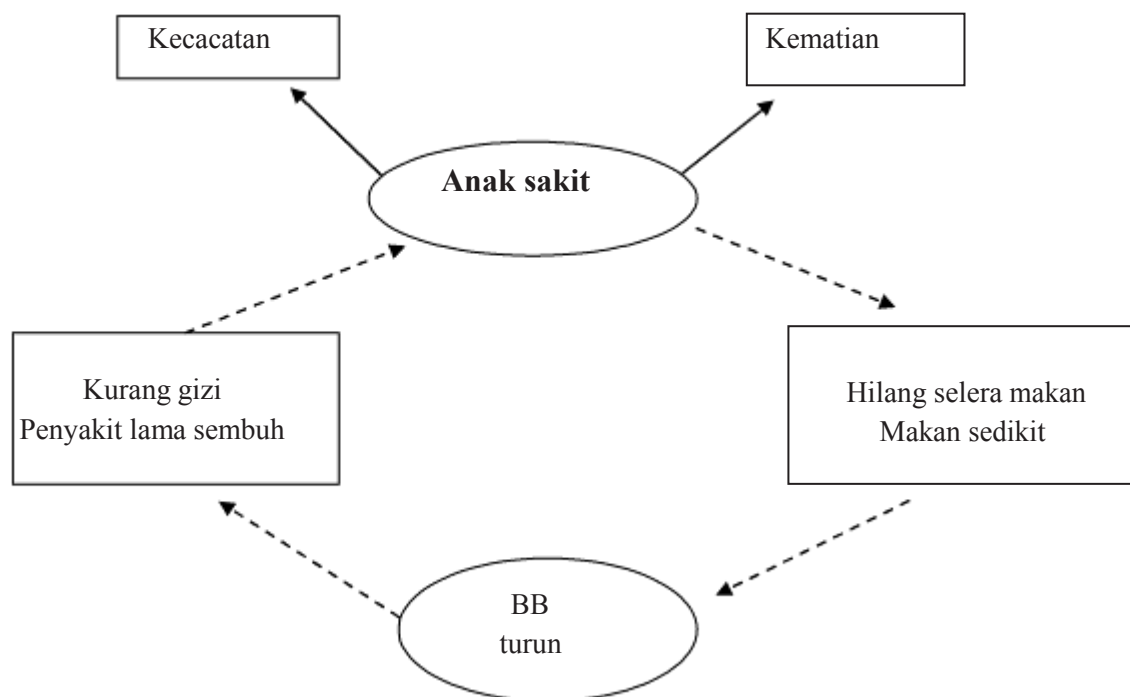 Kecacatan
Kematian
Anak sakit
Kurang gizi
Penyakit lama sembuh
Hilang selera makan
Makan sedikit
BB
turun